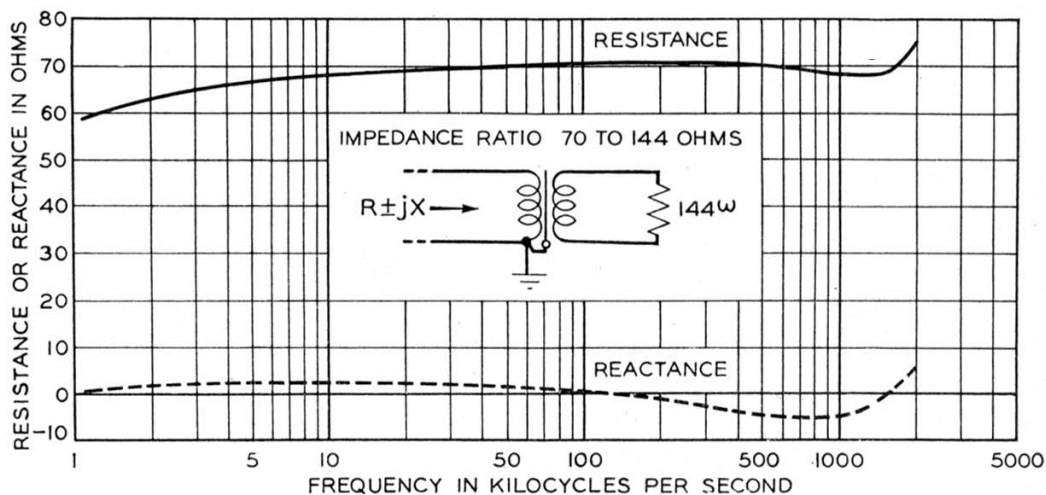 RESISTANCE OR REACTANCE IN OHMS
80
70
60
50
40
30
20
10
0
-10
RESISTANCE
IMPEDANCE RATIO 70 TO 144 OHMS
R±jX
144ω
REACTANCE
1 5 10 50 100 500 1000 5000
FREQUENCY IN KILOCYCLES PER SECOND